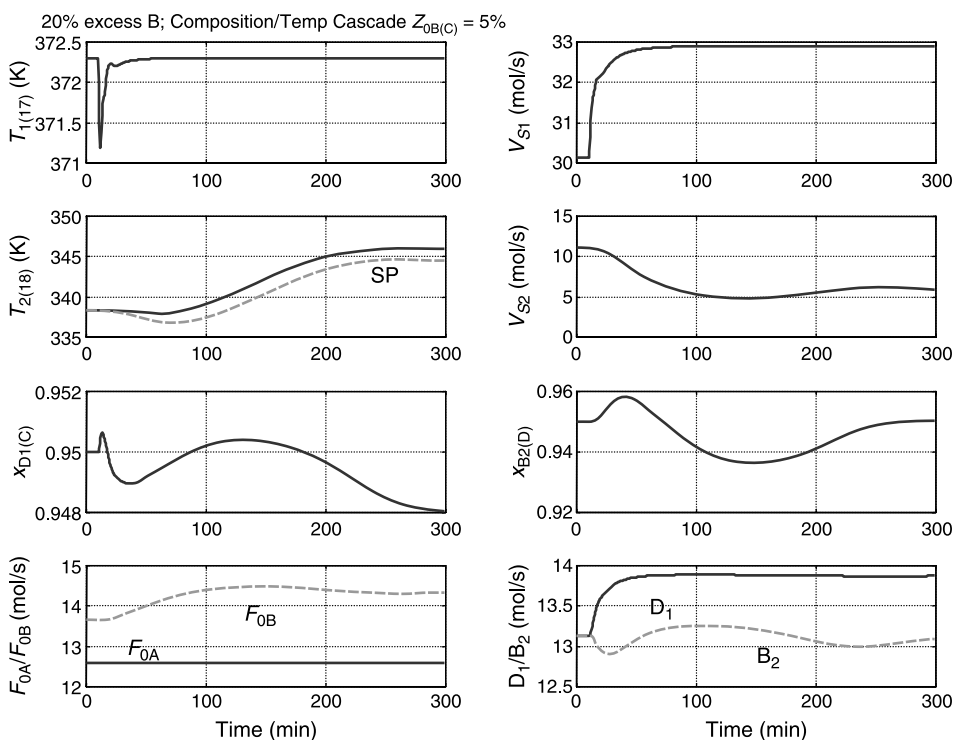 20% excess B; Composition/Temp Cascade Z0B(C) = 5%
T1(17) (K)
372.5
372
371.5
371
0 100 200 300
VS1 (mol/s)
33
32
31
30
0 100 200 300
T2(18) (K)
350
345
340
335
SP
0 100 200 300
VS2 (mol/s)
15
10
5
0
0 100 200 300
xD1(C)
0.952
0.95
0.948
0 100 200 300
xB2(D)
0.96
0.94
0.92
0 100 200 300
F0A/F0B (mol/s)
15
14
13
12
F0B
F0A
0 100 200 300
Time (min)
D1/B2 (mol/s)
14
13.5
13
12.5
D1
B2
0 100 200 300
Time (min)